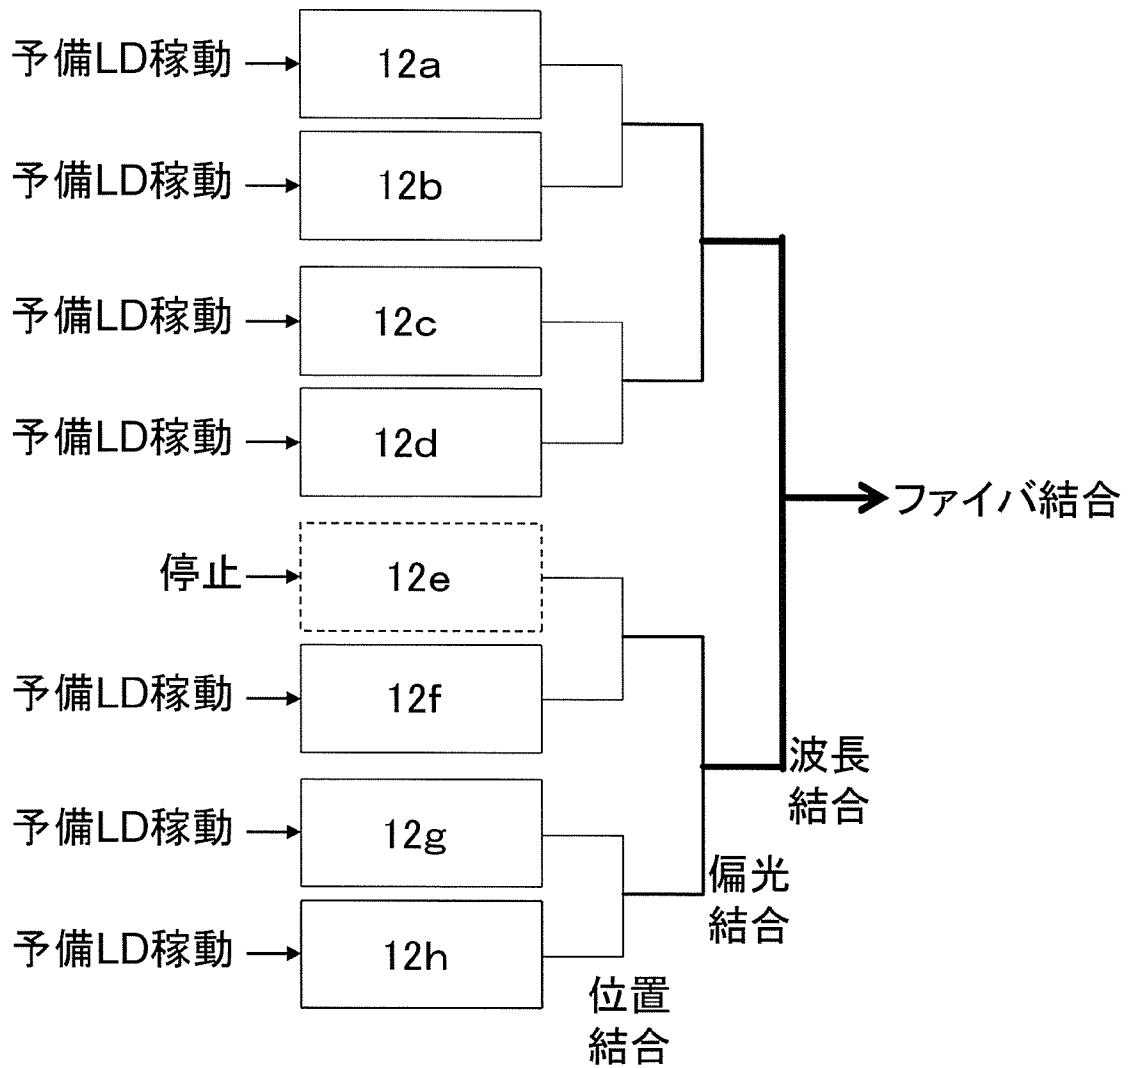 予備LD稼動
12a
予備LD稼動
12b
予備LD稼動
12c
予備LD稼動
12d
ファイバ結合
停止
12e
予備LD稼動
12f
波長
結合
予備LD稼動
12g
偏光
結合
予備LD稼動
12h
位置
結合